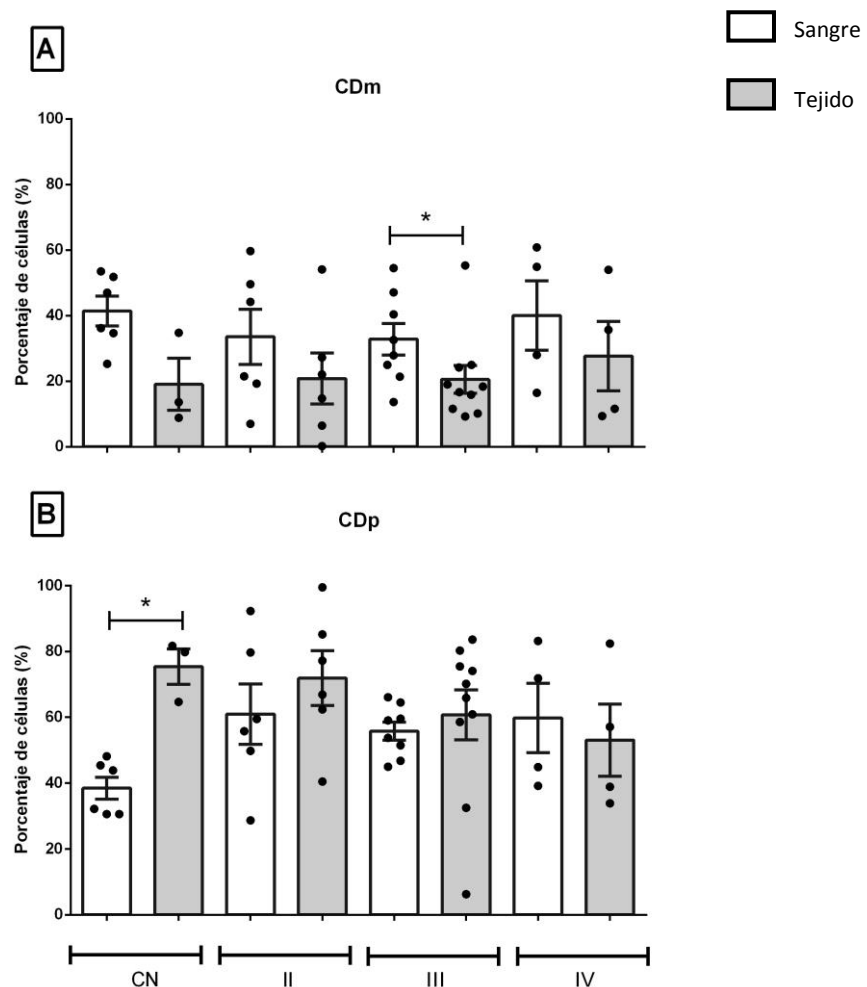 Sangre
Tejido
A
CDm
Porcentaje de células (%)
100
80
60
40
20
0
*
B
CDp
Porcentaje de células (%)
100
80
60
40
20
0
*
CN II III IV